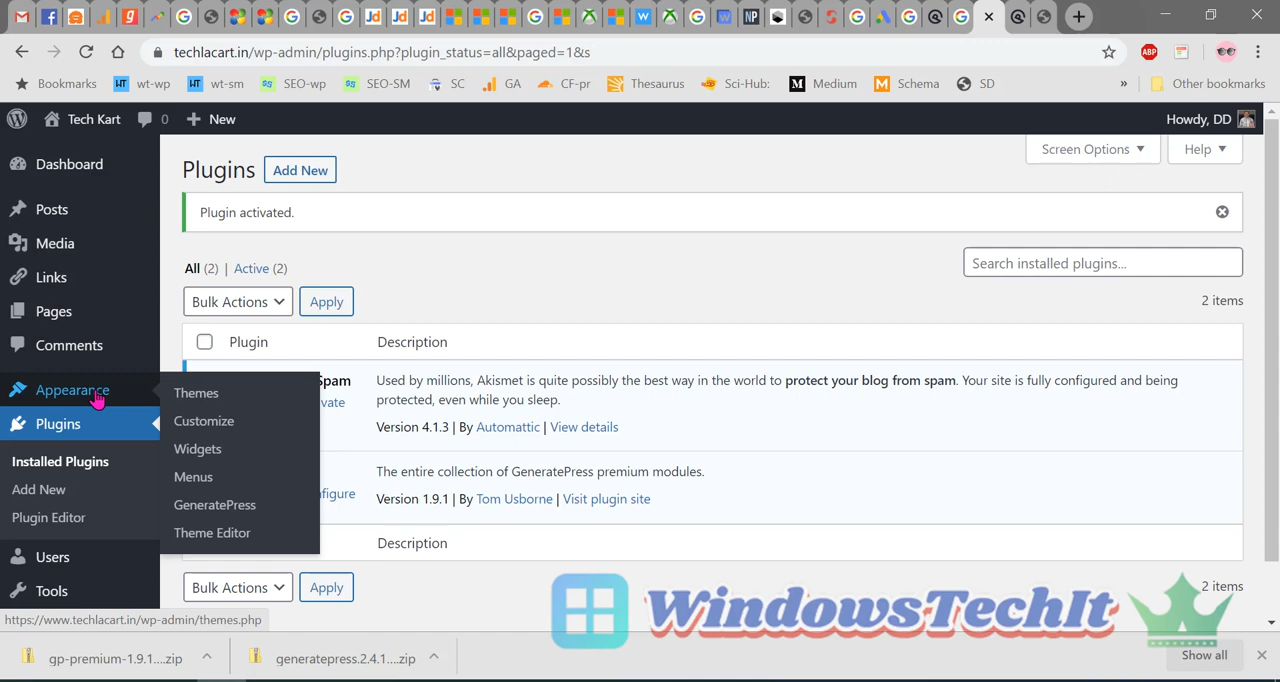 techlacart.in/wp-admin/plugins.php?plugin_status=all&paged=1&s
ABP
Bookmarks
WT wt-wp
WT wt-sm
SS SEO-wp
SS SEO-SM
SC
GA
CF-pr
Thesaurus
Sci-Hub:
M Medium
M Schema
SD
»
Other bookmarks
Tech Kart
0
+ New
Howdy, DD
Dashboard
Posts
Media
Links
Pages
Comments
Appearance
Plugins
Installed Plugins
Add New
Plugin Editor
Users
Tools
Themes
Customize
Widgets
Menus
GeneratePress
Theme Editor
Screen Options
Help
Plugins
Add New
Plugin activated.
All (2) | Active (2)
Search installed plugins...
Bulk Actions
Apply
2 items
Plugin
Description
Spam
vate
Used by millions, Akismet is quite possibly the best way in the world to protect your blog from spam. Your site is fully configured and being
protected, even while you sleep.
Version 4.1.3 | By Automattic | View details
The entire collection of GeneratePress premium modules.
figure
Version 1.9.1 | By Tom Usborne | Visit plugin site
Description
Bulk Actions
Apply
2 items
WindowsTechIt
https://www.techlacart.in/wp-admin/themes.php
gp-premium-1.9.1....zip
generatepress.2.4.1....zip
Show all